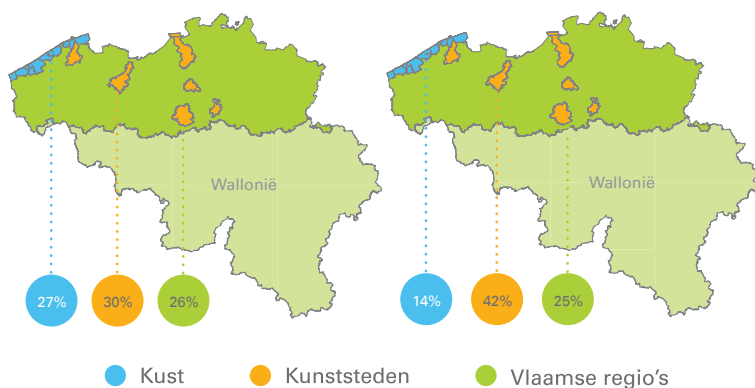 Wallonië
Wallonië
27% 30% 26%
14% 42% 25%
Kust Kunststeden Vlaamse regio's